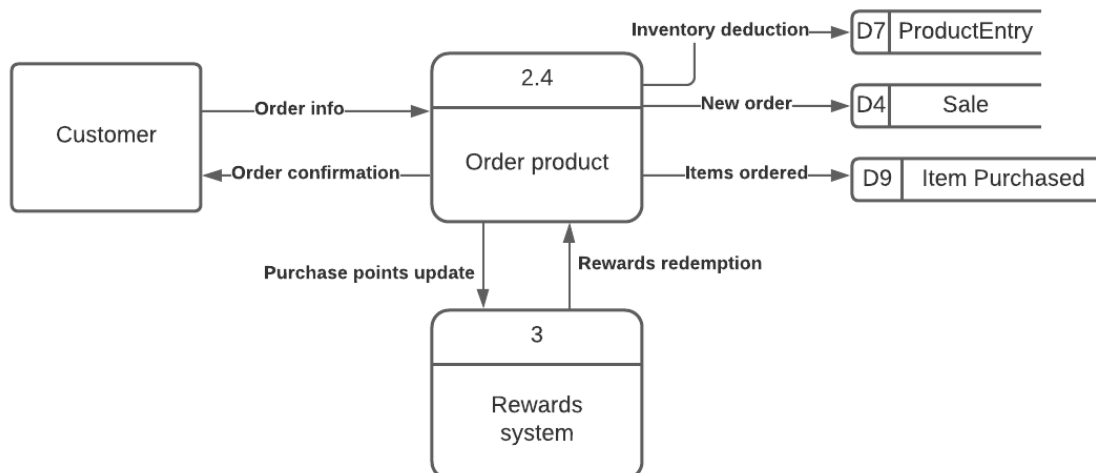 Inventory deduction
D7 ProductEntry
2.4
Order info
New order
D4 Sale
Customer
Order product
Order confirmation
Items ordered
D9 Item Purchased
Purchase points update
Rewards redemption
3
Rewards
system